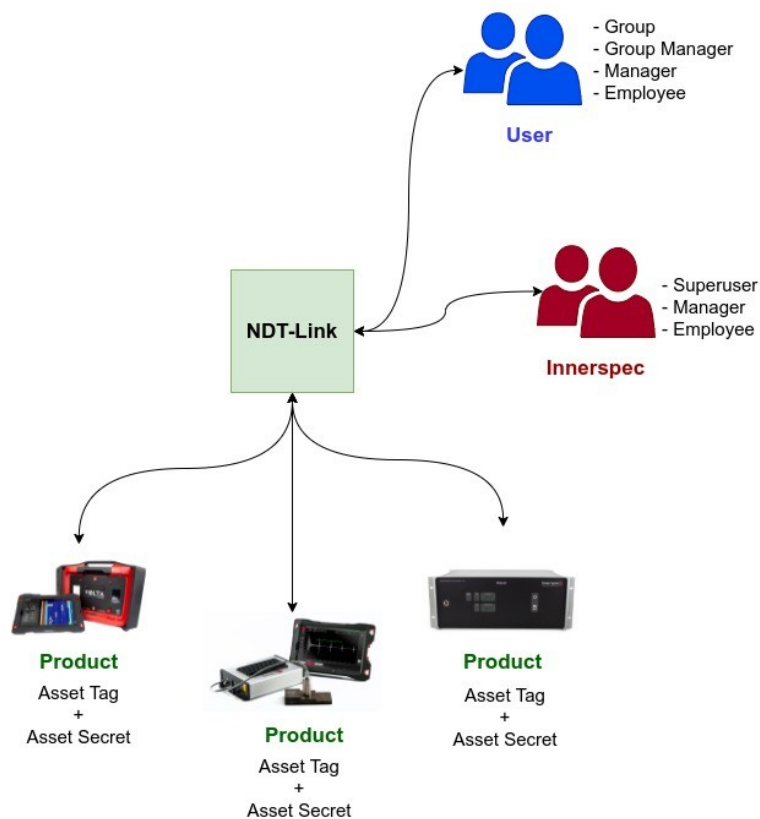 - Group
- Group Manager
- Manager
- Employee
User
- Superuser
- Manager
- Employee
Innerspec
NDT-Link
VOLTA
Product
Asset Tag
+
Asset Secret
Product
Asset Tag
+
Asset Secret
Product
Asset Tag
+
Asset Secret